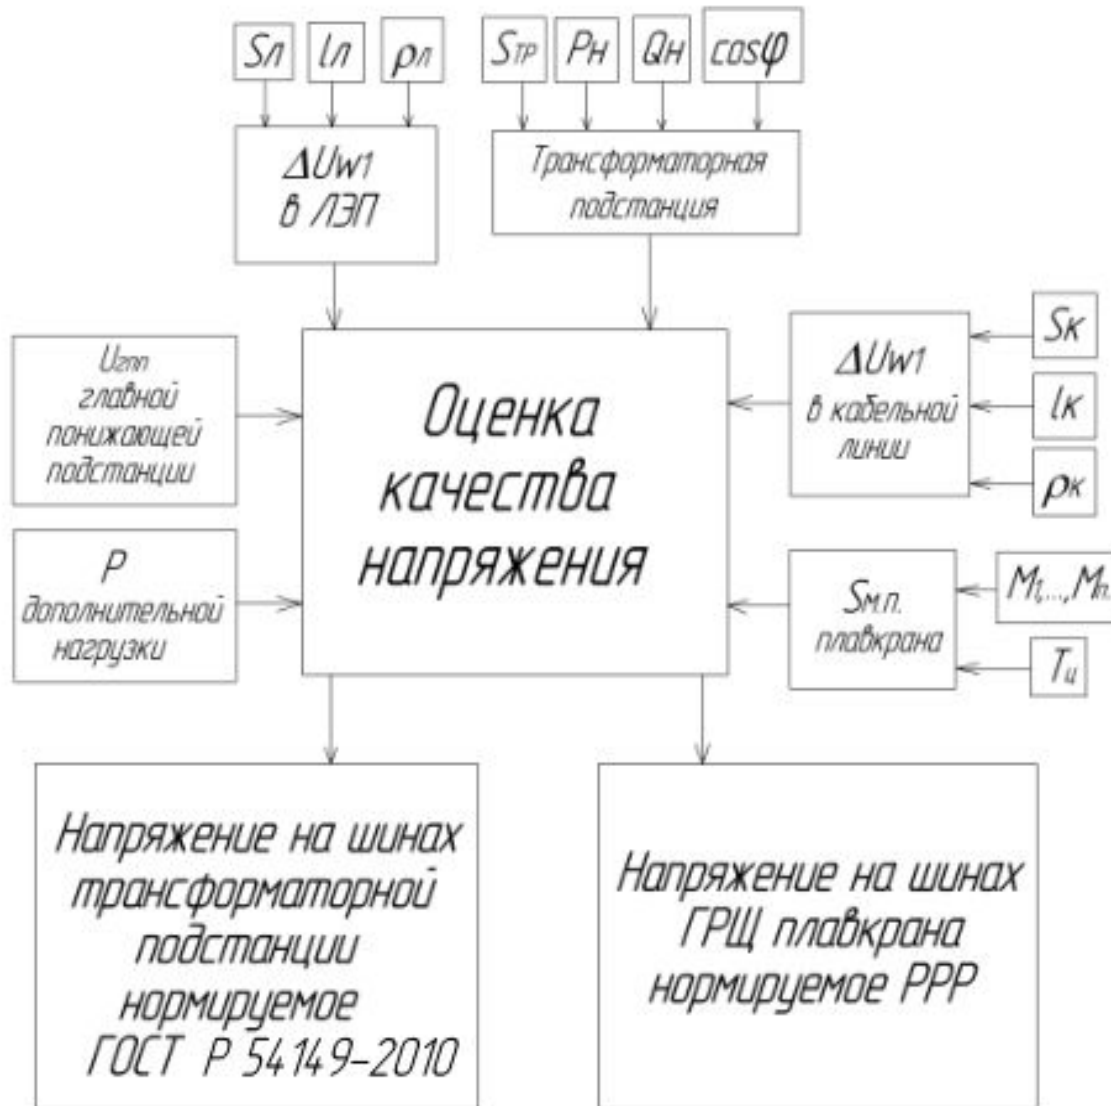 Sл
lл
ρл
Sтр
Pн
Qн
cosφ
ΔUw1
в ЛЭП
Трансформаторная
подстанция
Uгпп
главной
понижающей
подстанции
P
дополнительной
нагрузки
Оценка
качества
напряжения
ΔUw1
в кабельной
линии
Sк
lк
ρк
Sм.п.
плавкрана
M1,...,Mп.
Tц
Напряжение на шинах
трансформаторной
подстанции
нормируемое
ГОСТ Р 54149-2010
Напряжение на шинах
ГРЩ плавкрана
нормируемое РРР